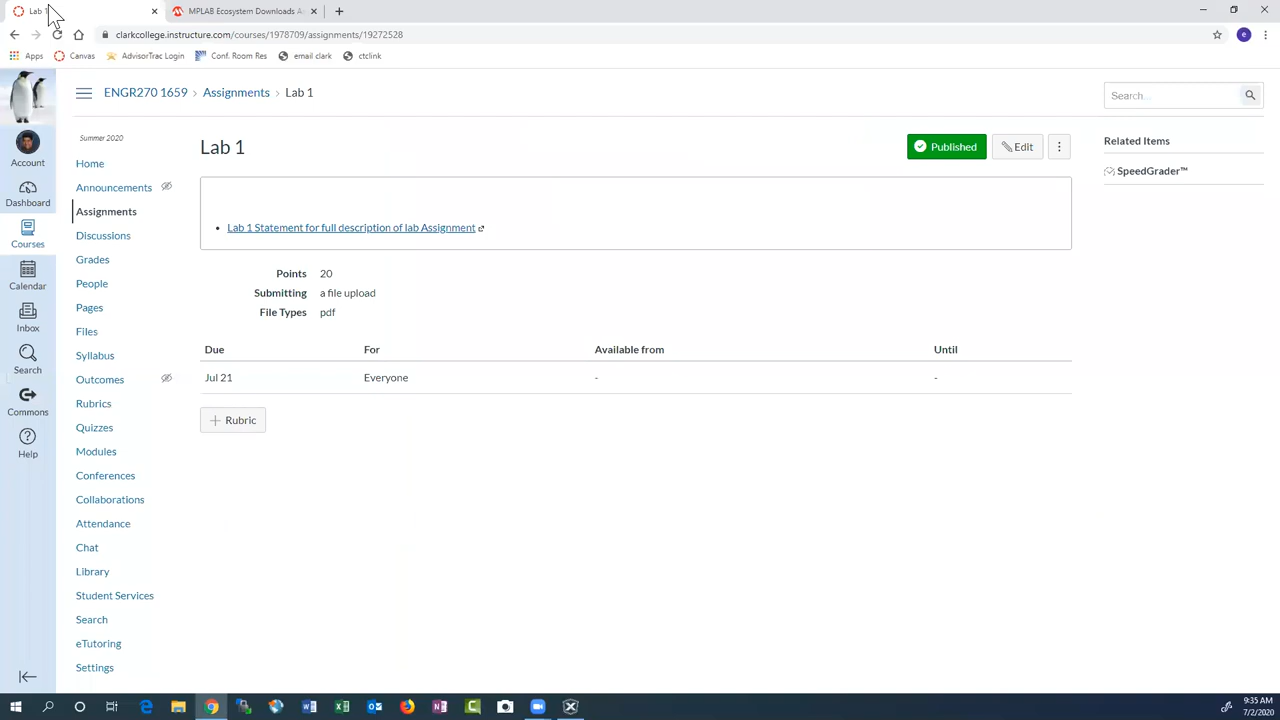 Lab 1
MPLAB Ecosystem Downloads A
clarkcollege.instructure.com/courses/1978709/assignments/19272528
e
Apps
Canvas
AdvisorTrac Login
Conf. Room Res
email clark
ctclink
ENGR270 1659 › Assignments › Lab 1
Search...
Account
Dashboard
Courses
Calendar
Inbox
Search
Commons
Help
Summer 2020
Home
Announcements
Assignments
Discussions
Grades
People
Pages
Files
Syllabus
Outcomes
Rubrics
Quizzes
Modules
Conferences
Collaborations
Attendance
Chat
Library
Student Services
Search
eTutoring
Settings
Lab 1
Published
Edit
Related Items
SpeedGrader™
• Lab 1 Statement for full description of lab Assignment
Points 20
Submitting a file upload
File Types pdf
Due For Available from Until
Jul 21 Everyone - -
+ Rubric
9:35 AM
7/2/2020